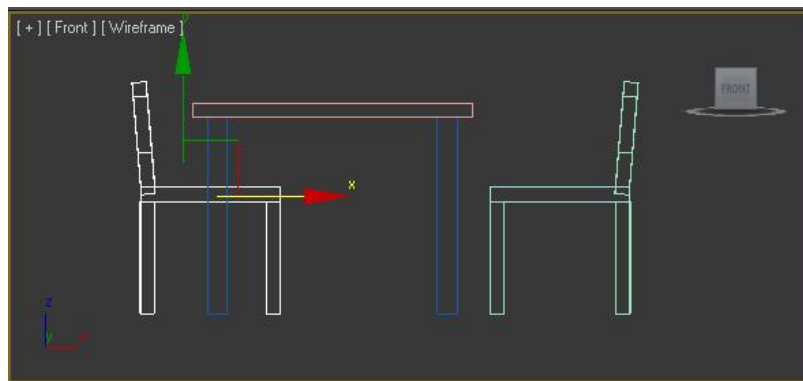 [ + ] [ Front ] [ Wireframe ]
y
FRONT
x
z
y
x